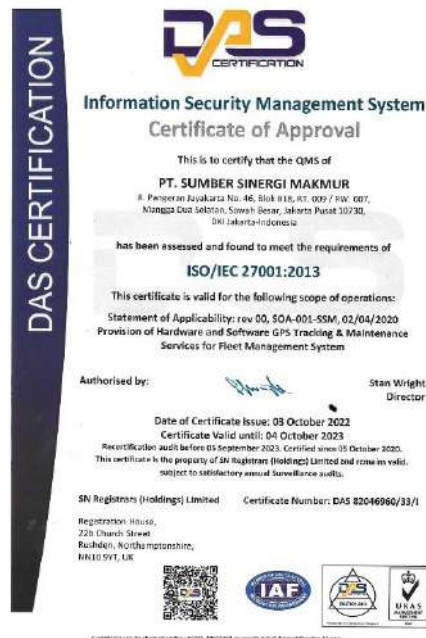 DAS
CERTIFICATION
DAS CERTIFICATION
Information Security Management System
Certificate of Approval
This is to certify that the QMS of
PT. SUMBER SINERGI MAKMUR
Jl. Pangeran Jayakarta No. 46, Blok B18, RT. 009 / RW. 007,
Mangga Dua Selatan, Sawah Besar, Jakarta Pusat 10730,
DKI Jakarta-Indonesia
has been assessed and found to meet the requirements of
ISO/IEC 27001:2013
This certificate is valid for the following scope of operations:
Statement of Applicability: rev 00, SOA-001-SSM, 02/04/2020
Provision of Hardware and Software GPS Tracking & Maintenance
Services for Fleet Management System
Authorised by:
Stan Wright
Director
Date of Certificate Issue: 03 October 2022
Certificate Valid until: 04 October 2023
Recertification audit before 05 September 2023. Certified since 05 October 2020.
This certificate is the property of SN Registrars (Holdings) Limited and remains valid.
subject to satisfactory annual Surveillance audits.
SN Registrars (Holdings) Limited
Certificate Number: DAS 82046960/33/I
Registration House,
22b Church Street
Rushden, Northamptonshire,
NN10 9YT, UK
IAF
DAS
UKAS
MANAGEMENT
SYSTEMS